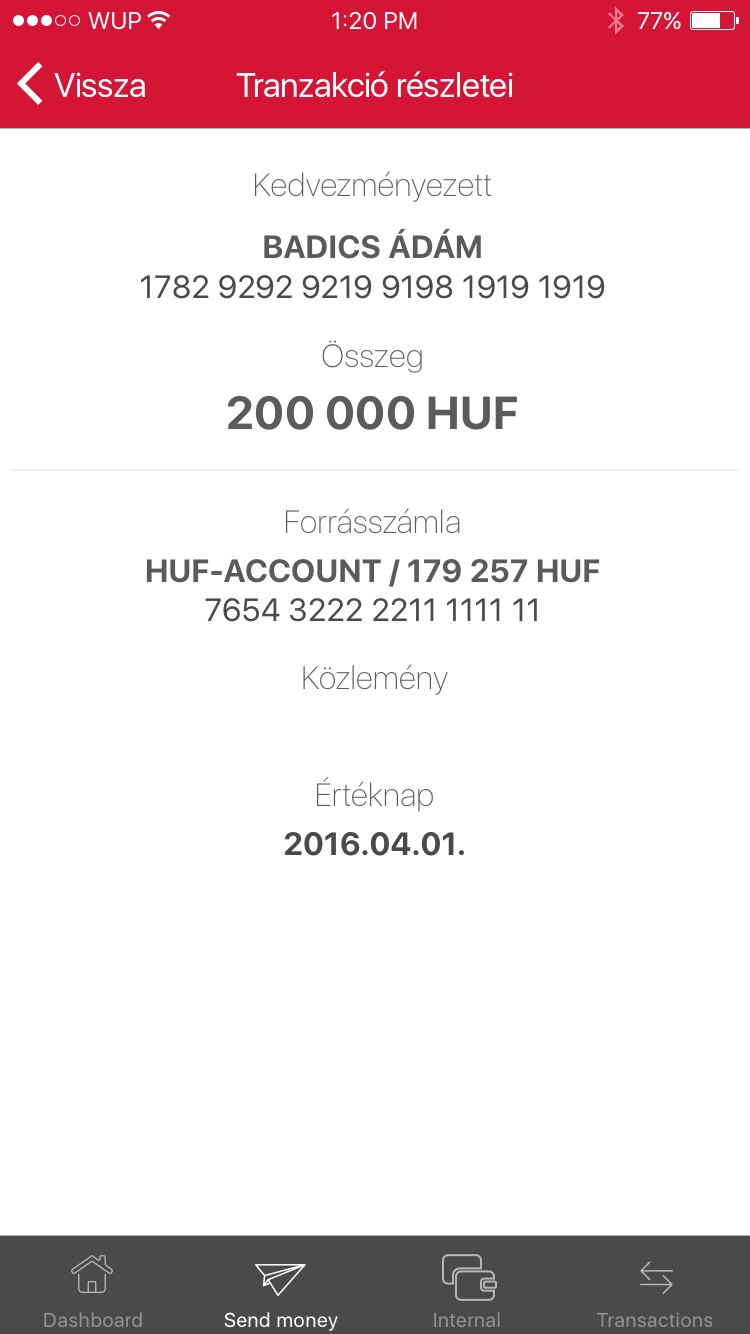 WUP 1:20 PM 77%
Vissza Tranzakció részletei
Kedvezményezett
BADICS ÁDÁM
1782 9292 9219 9198 1919 1919
Összeg
200 000 HUF
Forrásszámla
HUF-ACCOUNT / 179 257 HUF
7654 3222 2211 1111 11
Közlemény
Értéknap
2016.04.01.
Dashboard Send money Internal Transactions